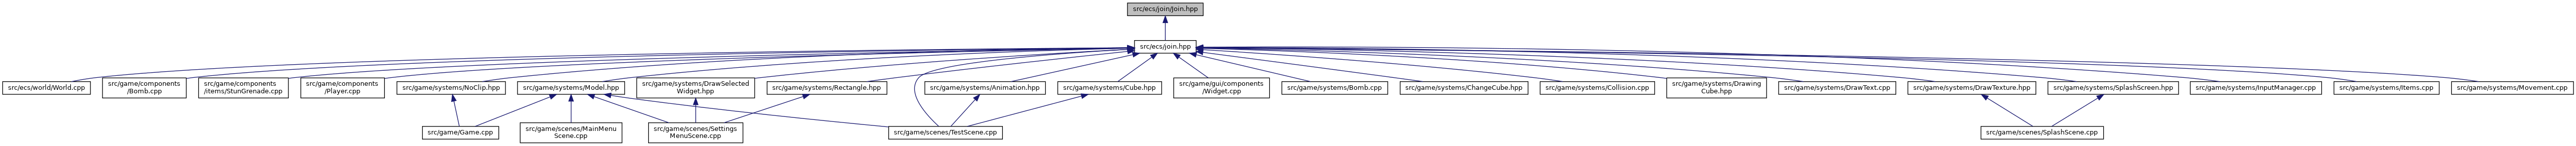 src/ecs/join/Join.hpp
src/ecs/join.hpp
src/ecs/world/World.cpp
src/game/components
/Bomb.cpp
src/game/components
/items/StunGrenade.cpp
src/game/components
/Player.cpp
src/game/systems/NoClip.hpp
src/game/systems/Model.hpp
src/game/systems/DrawSelected
Widget.hpp
src/game/systems/Rectangle.hpp
src/game/systems/Animation.hpp
src/game/systems/Cube.hpp
src/game/gui/components
/Widget.cpp
src/game/systems/Bomb.cpp
src/game/systems/ChangeCube.hpp
src/game/systems/Collision.cpp
src/game/systems/Drawing
Cube.hpp
src/game/systems/DrawText.cpp
src/game/systems/DrawTexture.hpp
src/game/systems/SplashScreen.hpp
src/game/systems/InputManager.cpp
src/game/systems/Items.cpp
src/game/systems/Movement.cpp
src/game/Game.cpp
src/game/scenes/MainMenu
Scene.cpp
src/game/scenes/Settings
MenuScene.cpp
src/game/scenes/TestScene.cpp
src/game/scenes/SplashScene.cpp